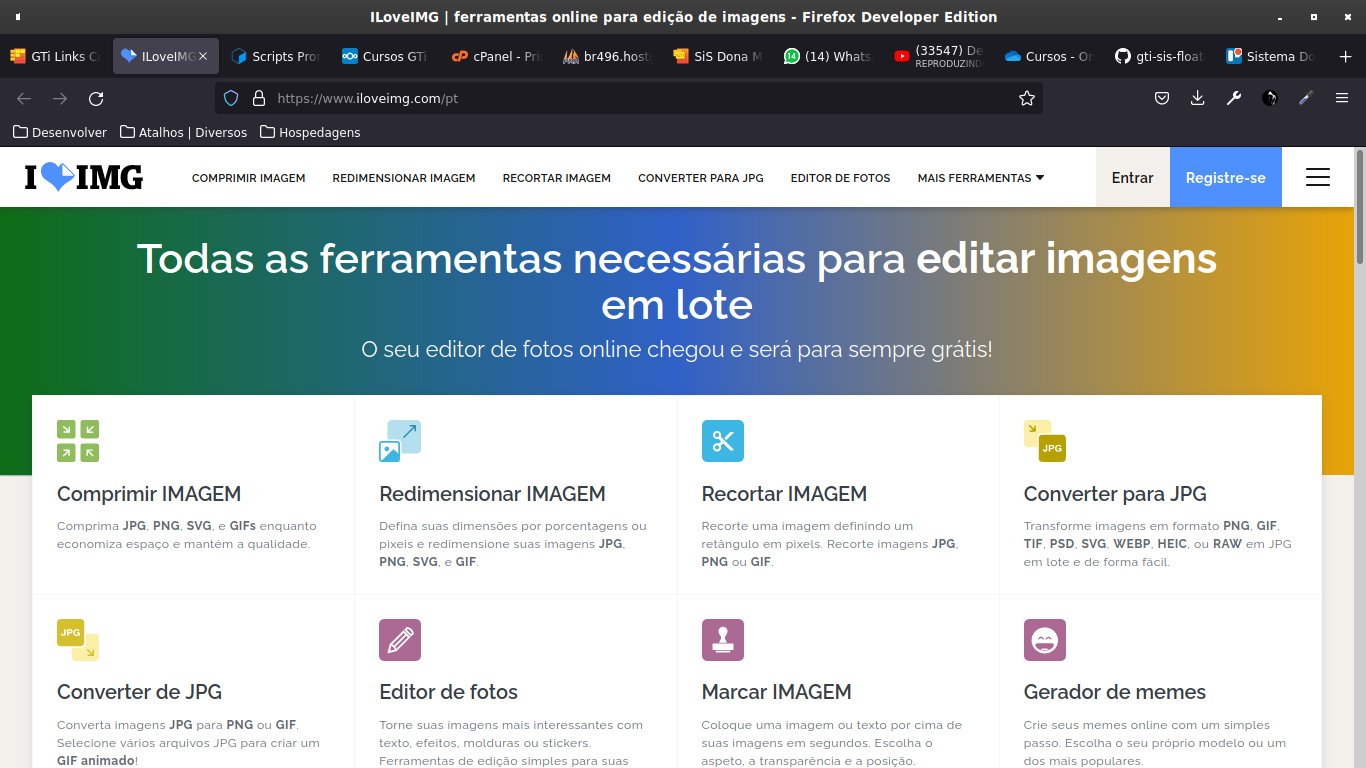 ILoveIMG | ferramentas online para edição de imagens - Firefox Developer Edition
GTi Links
ILoveIMG
Scripts
Cursos GTi
cPanel -
SiS Dona
(14)
(33547)
Cursos -
Sistema
https://www.iloveimg.com/pt
Desenvolver
Atalhos | Diversos
Hospedagens
I IMG
COMPRIMIR IMAGEM
REDIMENSIONAR IMAGEM
RECORTAR IMAGEM
CONVERTER PARA JPG
EDITOR DE FOTOS
MAIS FERRAMENTAS
Entrar
Registre-se
Todas as ferramentas necessárias para editar imagens
em lote
O seu editor de fotos online chegou e será para sempre grátis!
Comprimir IMAGEM
Comprima JPG, PNG, SVG, e GIFs enquanto
economiza espaço e mantém a qualidade.
Redimensionar IMAGEM
Defina suas dimensões por porcentagens ou
pixeis e redimensione suas imagens JPG,
PNG, SVG, e GIF.
Recortar IMAGEM
Recorte uma imagem definindo um
retângulo em pixels. Recorte imagens JPG,
PNG ou GIF.
JPG
Converter para JPG
Transforme imagens em formato PNG, GIF,
TIF, PSD, SVG, WEBP, HEIC, ou RAW em JPG
em lote e de forma fácil.
JPG
Converter de JPG
Converta imagens JPG para PNG ou GIF.
Selecione vários arquivos JPG para criar um
GIF animado!
Editor de fotos
Torne suas imagens mais interessantes com
texto, efeitos, molduras ou stickers.
Ferramentas de edição simples para suas
Marcar IMAGEM
Coloque uma imagem ou texto por cima de
suas imagens em segundos. Escolha o
aspeto, a transparência e a posição.
Gerador de memes
Crie seus memes online com um simples
passo. Escolha o seu próprio modelo ou um
dos mais populares.